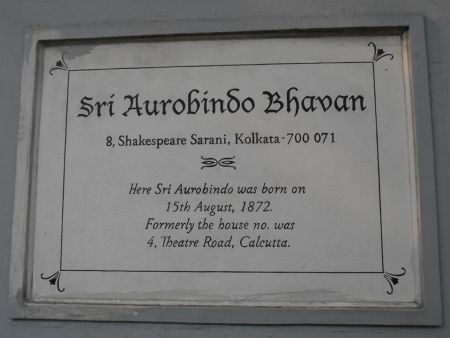 Sri Aurobindo Bhavan
8, Shakespeare Sarani, Kolkata-700 071
Here Sri Aurobindo was born on
15th August, 1872.
Formerly the house no. was
4, Theatre Road, Calcutta.